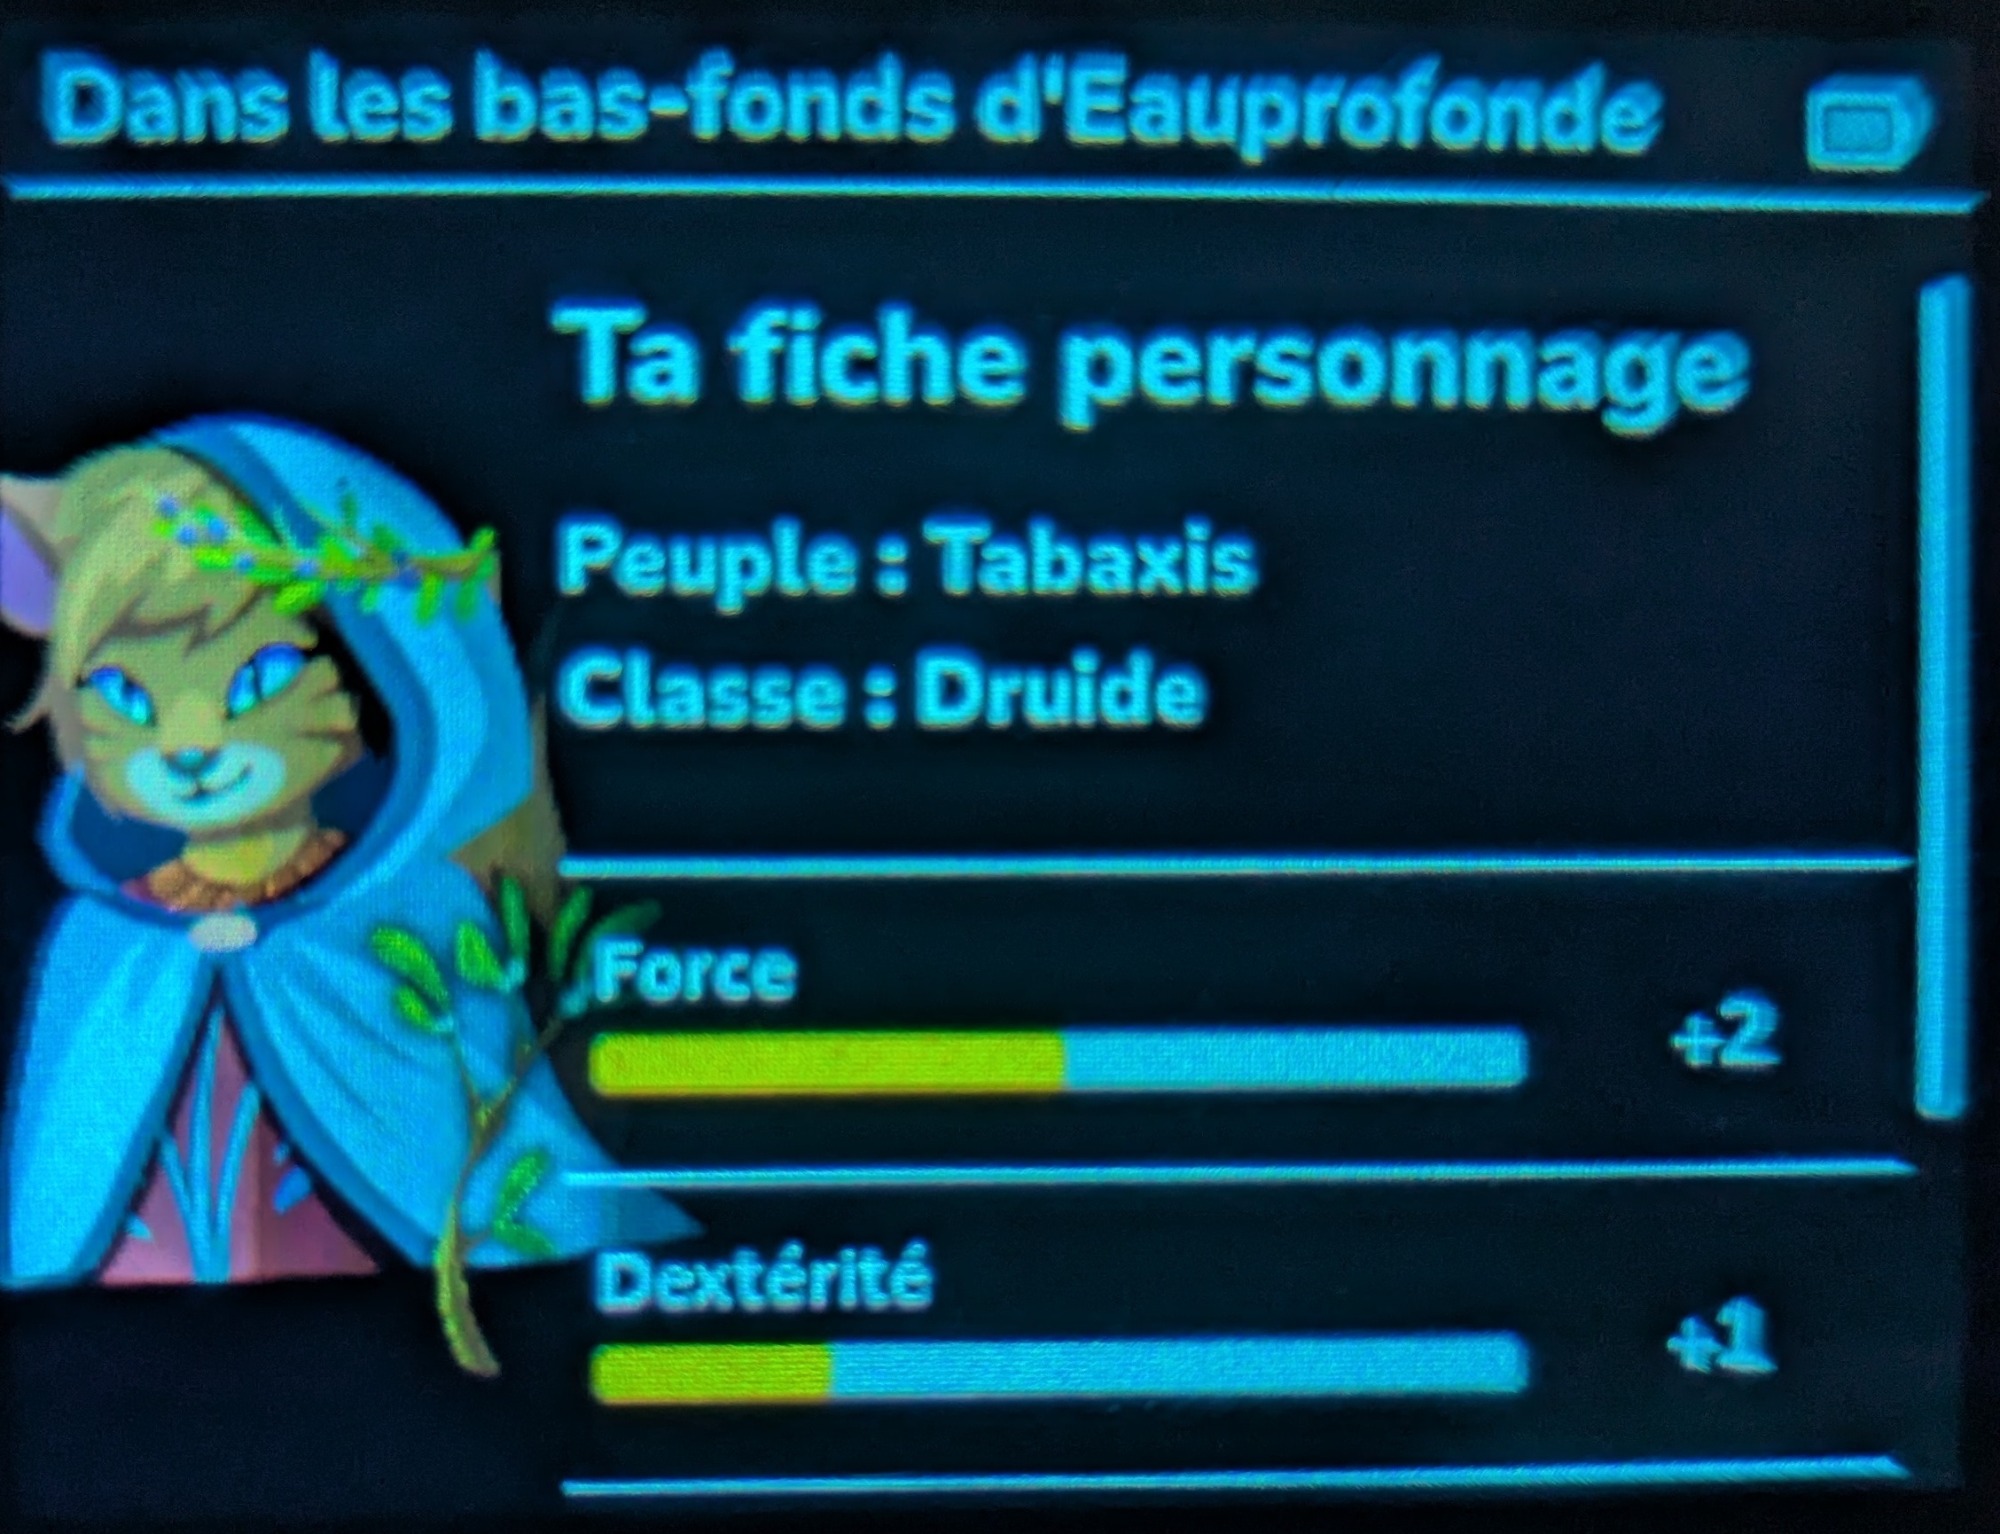 Dans les bas-fonds d'Eauprofonde
Ta fiche personnage
Peuple : Tabaxis
Classe : Druide
Force
+2
Dextérité
+1